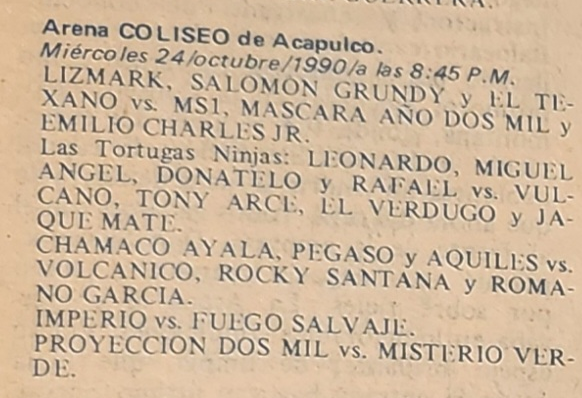 GUERRERA.
Arena COLISEO de Acapulco.
Miércoles 24/octubre/1990/a las 8:45 P.M.
LIZMARK, SALOMON GRUNDY y EL TE-
XANO vs. MS1, MASCARA AÑO DOS MIL y
EMILIO CHARLES JR.
Las Tortugas Ninjas: LEONARDO, MIGUEL
ANGEL, DONATELO y RAFAEL vs. VUL-
CANO, TONY ARCE, EL VERDUGO y JA-
QUE MATE.
CHAMACO AYALA, PEGASO y AQUILES vs.
VOLCANICO, ROCKY SANTANA y ROMA-
NO GARCIA.
IMPERIO vs. FUEGO SALVAJE.
PROYECCION DOS MIL vs. MISTERIO VER-
DE.